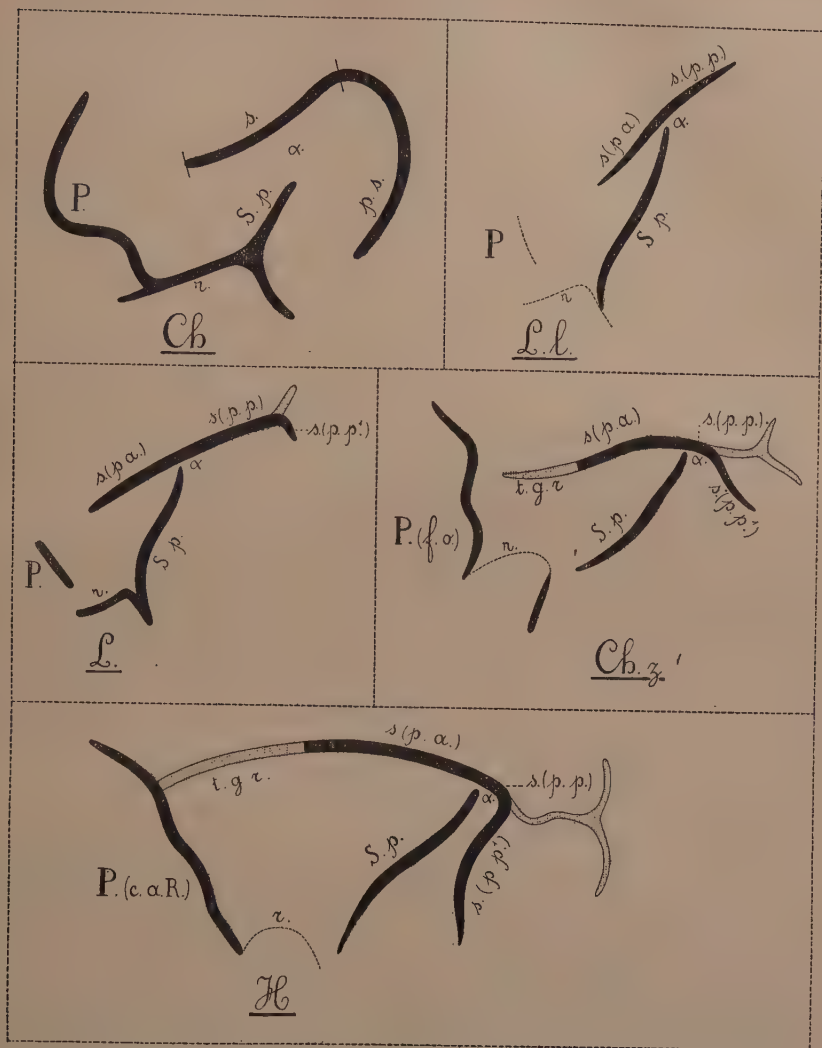 s.
α.
P.
S. p.
p. s.
r.
Ch
s.(p. p.)
s(p α)
α.
S p.
P
r
L. l.
s(p. p.)
s.(p p!)
s(p α.)
α
S p.
P.
r.
L.
s.(p. p.)
s(p. α)
t. g. r
α.
S. p.
s.(p. p!)
P. (f. α)
r.
Ch. z'
s(p. α.)
t. g r.
s.(p. p.)
α.
S. p.
s.(p p!)
P. (c. α. R.)
r.
H